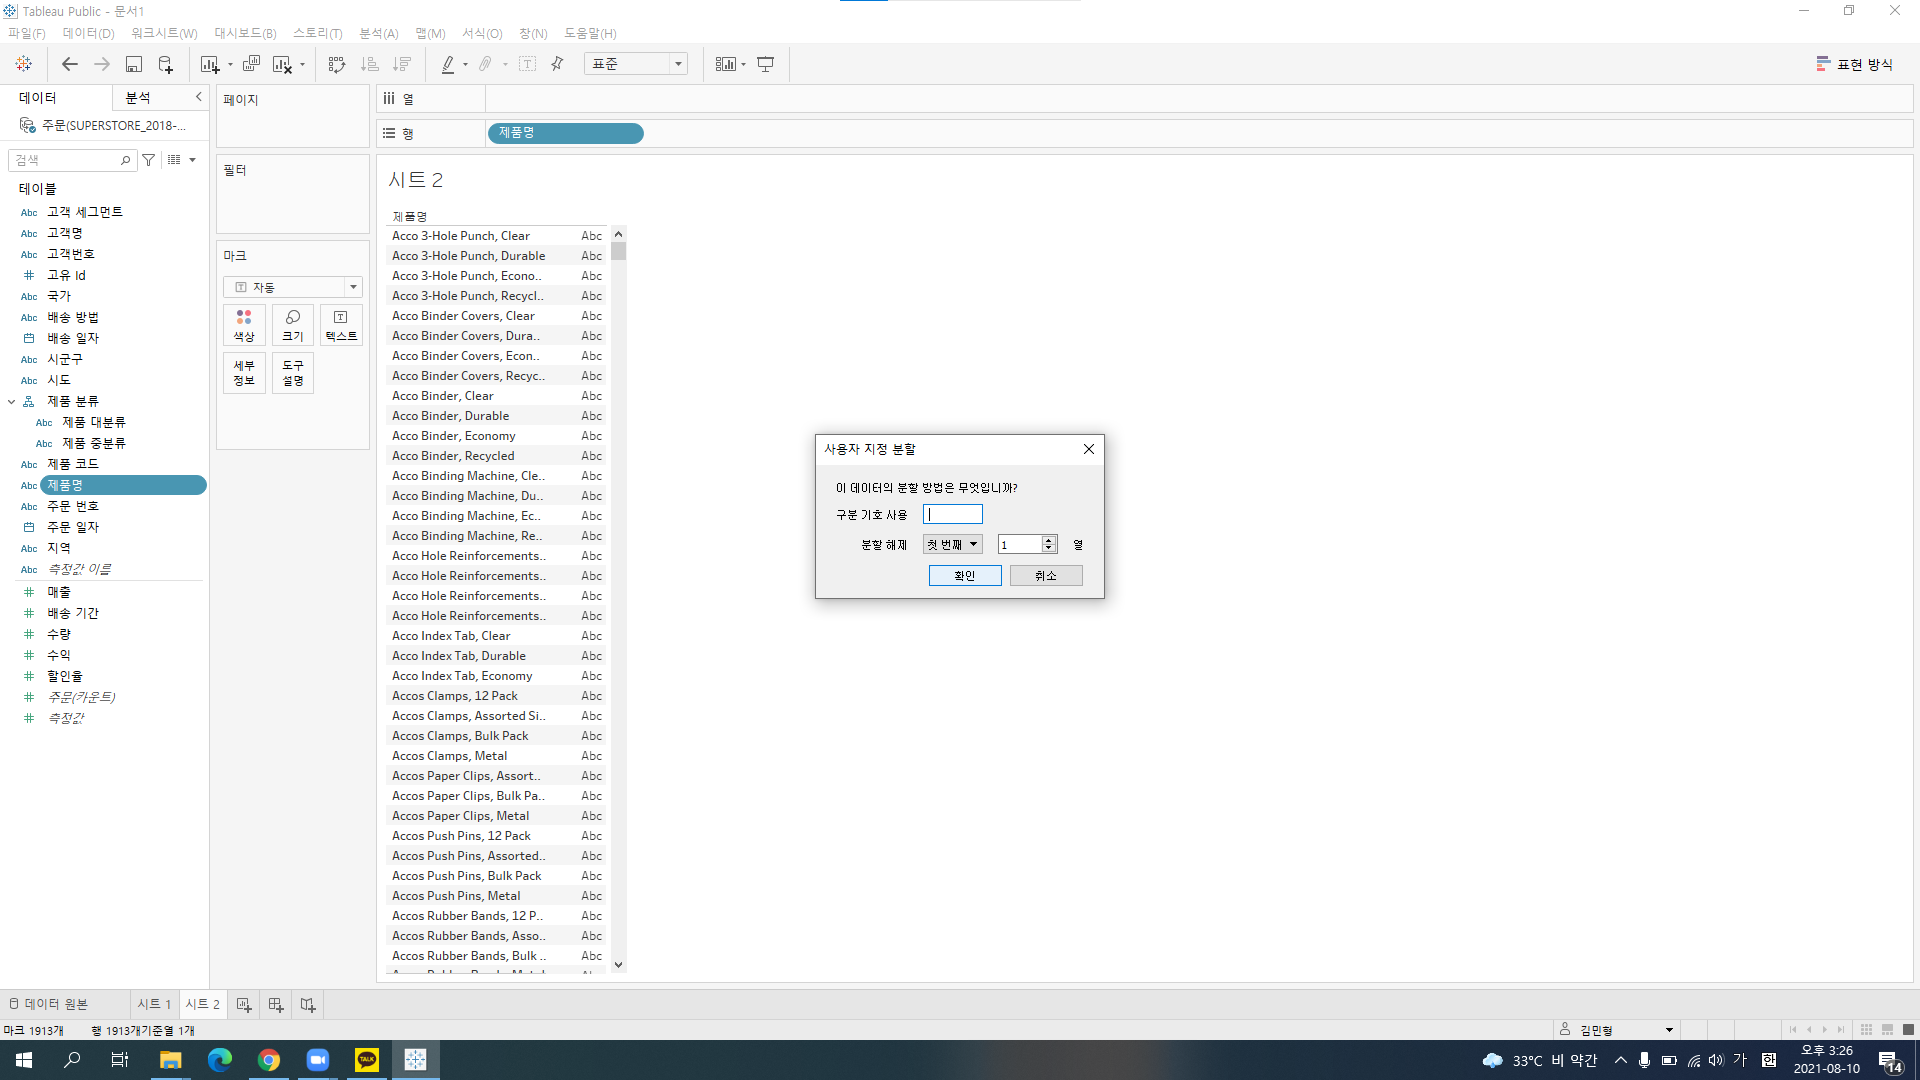 Tableau Public - 문서1
파일(F) 데이터(D) 워크시트(W) 대시보드(B) 스토리(T) 분석(A) 맵(M) 서식(O) 창(N) 도움말(H)
표준
표현 방식
데이터 분석
주문(SUPERSTORE_2018-...
검색
테이블
Abc 고객 세그먼트
Abc 고객명
Abc 고객번호
# 고유 Id
Abc 국가
Abc 배송 방법
배송 일자
Abc 시군구
Abc 시도
제품 분류
Abc 제품 대분류
Abc 제품 중분류
Abc 제품 코드
Abc 제품명
Abc 주문 번호
주문 일자
Abc 지역
Abc 측정값 이름
# 매출
# 배송 기간
# 수량
# 수익
# 할인율
# 주문(카운트)
# 측정값
페이지
필터
마크
자동
색상 크기 텍스트
세부 정보 도구 설명
열
행 제품명
시트 2
제품명
Acco 3-Hole Punch, Clear Abc
Acco 3-Hole Punch, Durable Abc
Acco 3-Hole Punch, Econo.. Abc
Acco 3-Hole Punch, Recycl.. Abc
Acco Binder Covers, Clear Abc
Acco Binder Covers, Dura.. Abc
Acco Binder Covers, Econ.. Abc
Acco Binder Covers, Recyc.. Abc
Acco Binder, Clear Abc
Acco Binder, Durable Abc
Acco Binder, Economy Abc
Acco Binder, Recycled Abc
Acco Binding Machine, Cle.. Abc
Acco Binding Machine, Du.. Abc
Acco Binding Machine, Ec.. Abc
Acco Binding Machine, Re.. Abc
Acco Hole Reinforcements.. Abc
Acco Hole Reinforcements.. Abc
Acco Hole Reinforcements.. Abc
Acco Hole Reinforcements.. Abc
Acco Index Tab, Clear Abc
Acco Index Tab, Durable Abc
Acco Index Tab, Economy Abc
Accos Clamps, 12 Pack Abc
Accos Clamps, Assorted Si.. Abc
Accos Clamps, Bulk Pack Abc
Accos Clamps, Metal Abc
Accos Paper Clips, Assort.. Abc
Accos Paper Clips, Bulk Pa.. Abc
Accos Paper Clips, Metal Abc
Accos Push Pins, 12 Pack Abc
Accos Push Pins, Assorted.. Abc
Accos Push Pins, Bulk Pack Abc
Accos Push Pins, Metal Abc
Accos Rubber Bands, 12 P.. Abc
Accos Rubber Bands, Asso.. Abc
Accos Rubber Bands, Bulk .. Abc
사용자 지정 분할
이 데이터의 분할 방법은 무엇입니까?
구분 기호 사용
분할 해제 첫 번째 1 열
확인 취소
데이터 원본 시트 1 시트 2
마크 1913개 행 1913개기준열 1개
김민형
TALK
33°C 비 약간 가 한 오후 3:26
2021-08-10
14